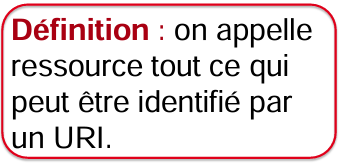 Définition : on appelle
ressource tout ce qui
peut être identifié par
un URI.